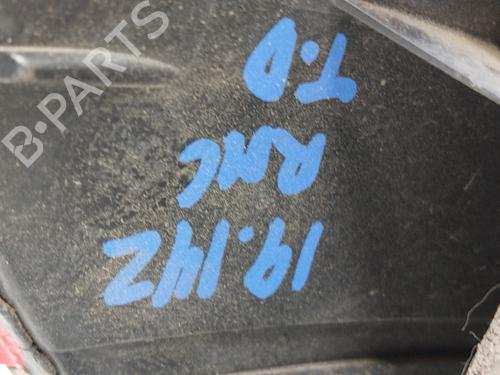 19.142
RMC
T.D
B-PARTS